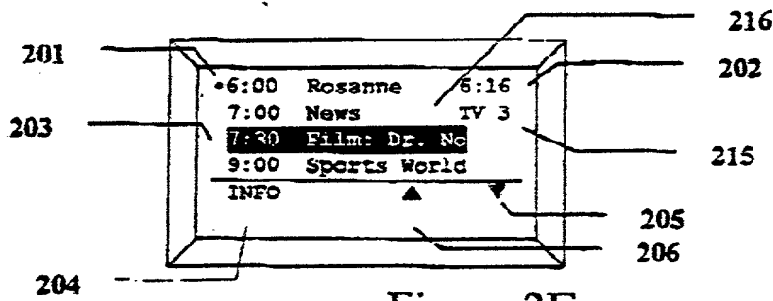 216
201
•6:00 Rosanne 6:16
202
7:00 News TV 3
203
7:30 Film: Dr. No
215
9:00 Sports World
INFO ▲ ▼
205
206
204